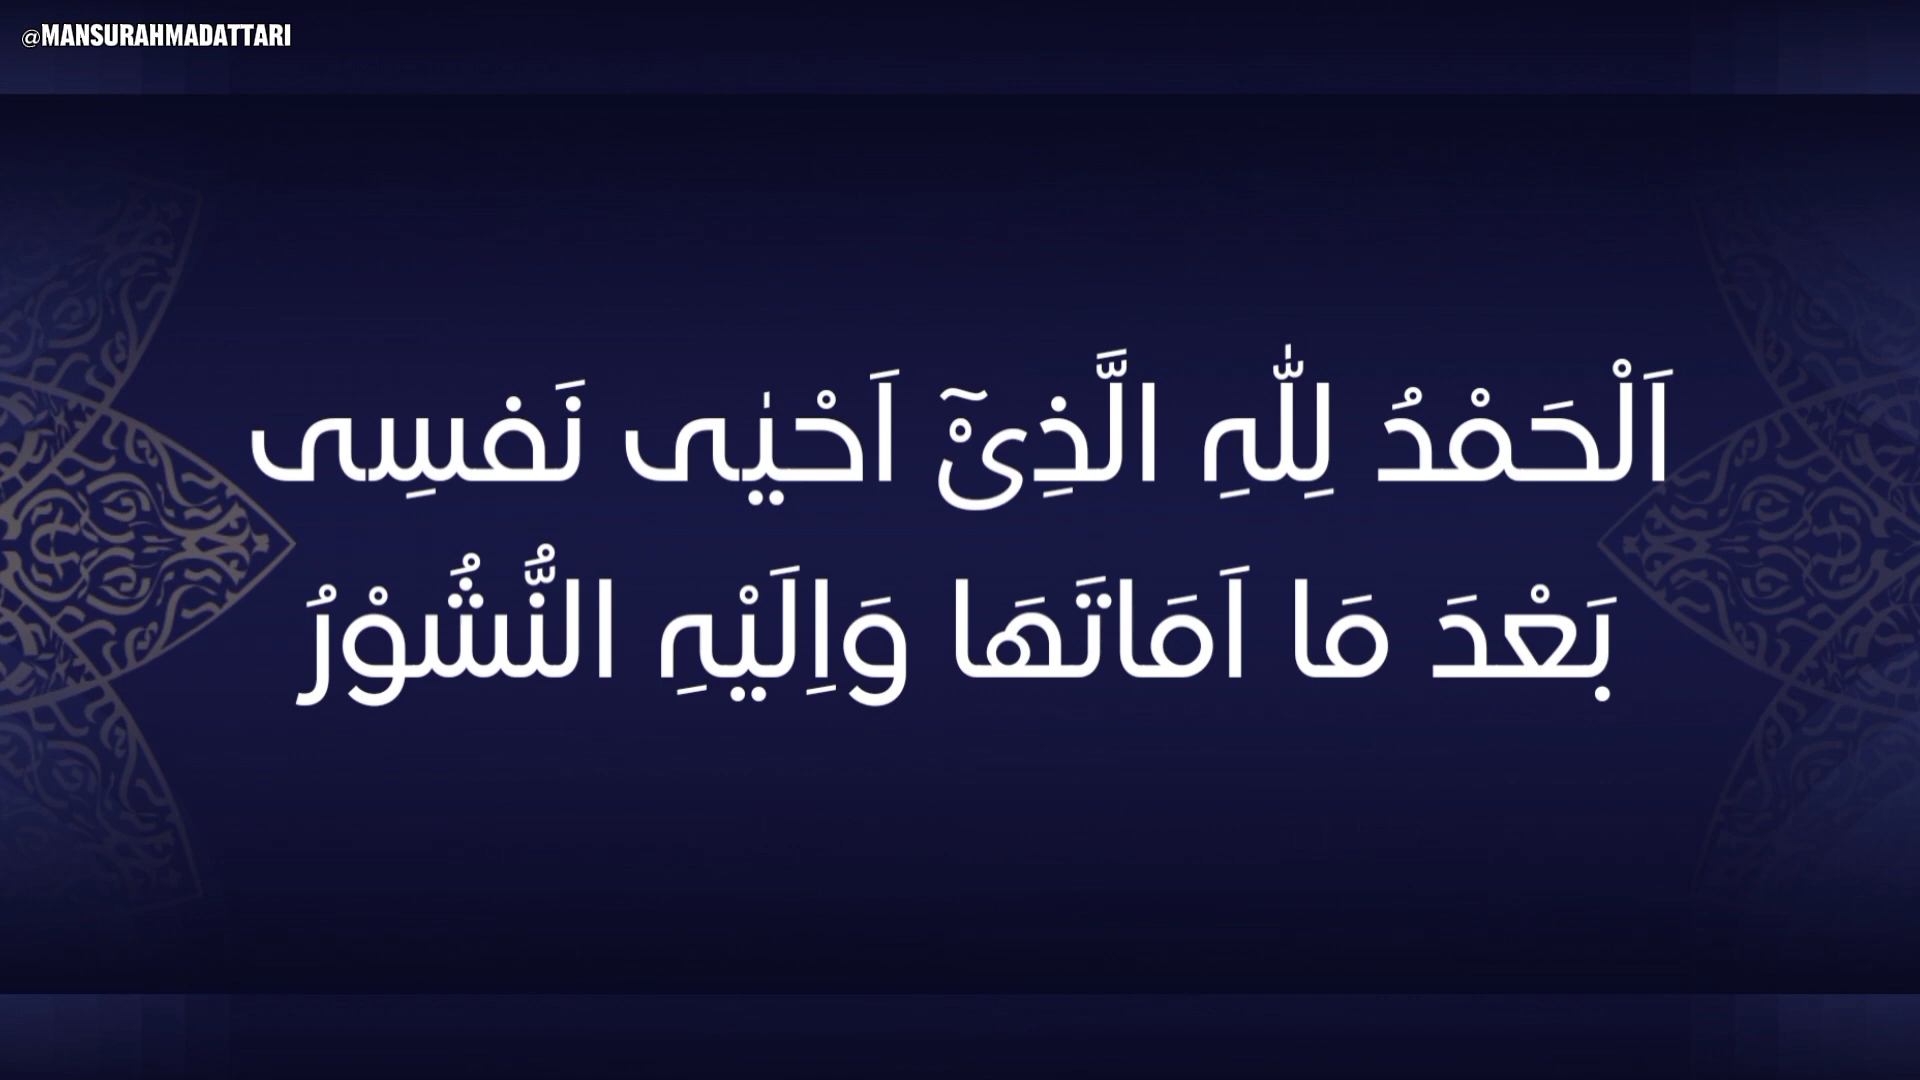 @MANSURAHMADATTARI
اَلْحَمْدُ لِلّٰهِ الَّذِىْۤ اَحْيٰى نَفسِى
بَعْدَ مَا اَمَاتَهَا وَاِلَيْهِ النُّشُوْرُ